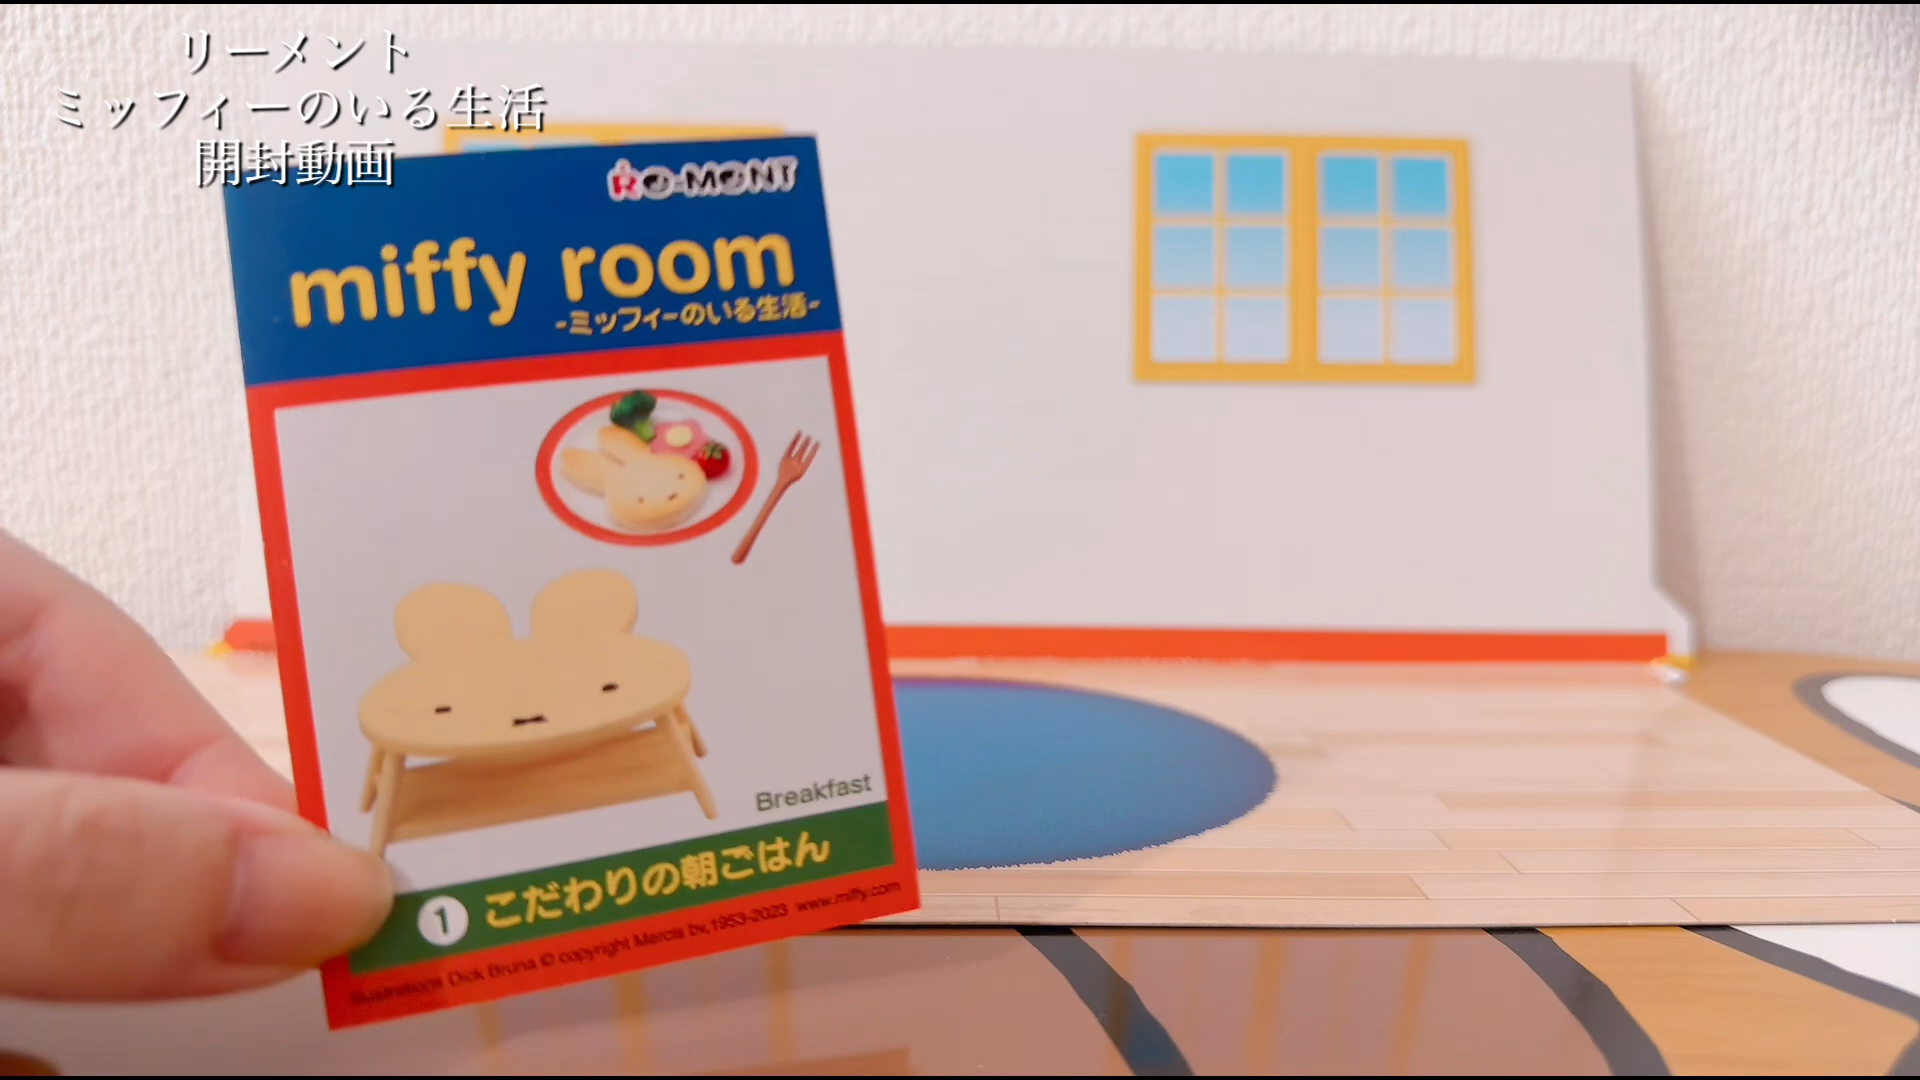 リーメント
ミッフィーのいる生活
開封動画
RO-MONT
miffy room
-ミッフィーのいる生活-
Breakfast
1 こだわりの朝ごはん
Illustrations Dick Bruna © copyright Mercis bv,1953-2023 www.miffy.com